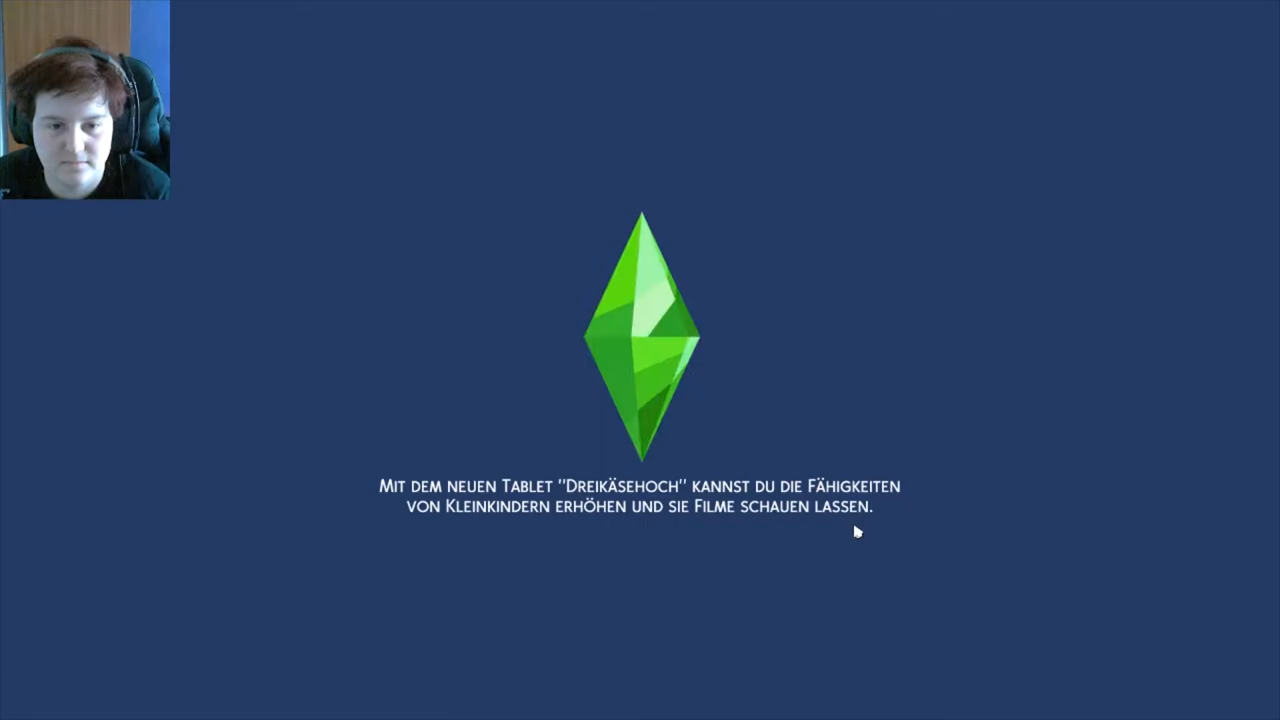 Mit dem neuen Tablet "Dreikäsehoch" kannst du die Fähigkeiten
von Kleinkindern erhöhen und sie Filme schauen lassen.